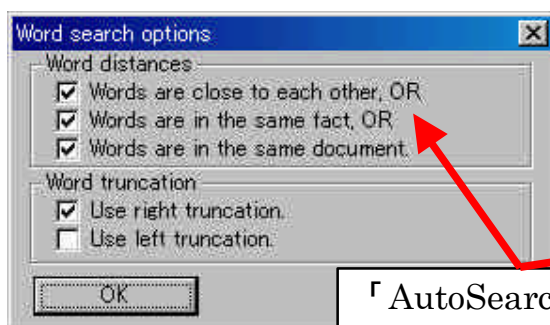 Word search options
Word distances
Words are close to each other, OR
Words are in the same fact, OR
Words are in the same document.
Word truncation
Use right truncation.
Use left truncation.
OK
「AutoSearc